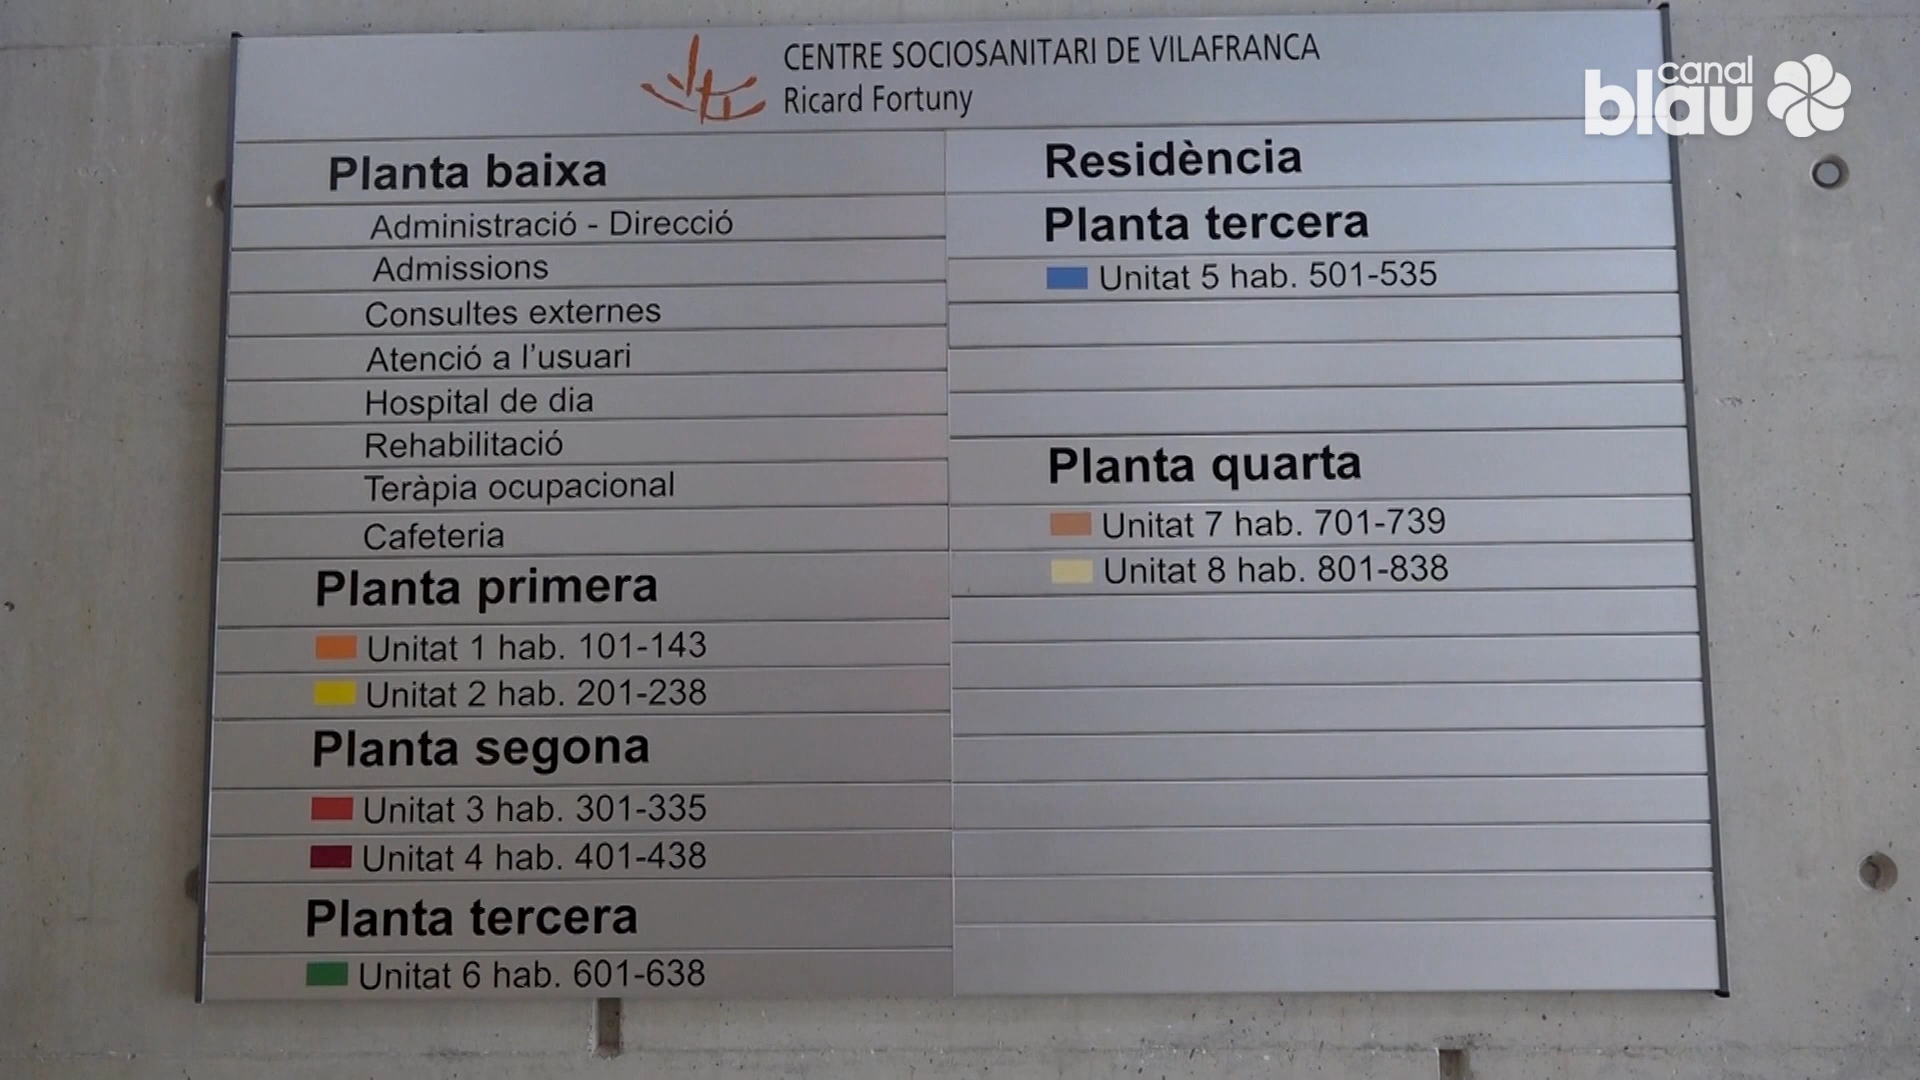 CENTRE SOCIOSANITARI DE VILAFRANCA
Ricard Fortuny
canal
blau
Planta baixa
Administració - Direcció
Admissions
Consultes externes
Atenció a l'usuari
Hospital de dia
Rehabilitació
Teràpia ocupacional
Cafeteria
Planta primera
Unitat 1 hab. 101-143
Unitat 2 hab. 201-238
Planta segona
Unitat 3 hab. 301-335
Unitat 4 hab. 401-438
Planta tercera
Unitat 6 hab. 601-638
Residència
Planta tercera
Unitat 5 hab. 501-535
Planta quarta
Unitat 7 hab. 701-739
Unitat 8 hab. 801-838